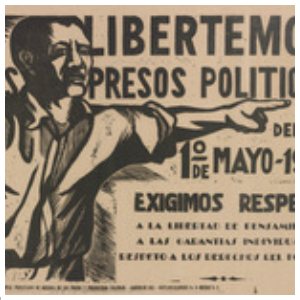 LIBERTEMO
PRESOS POLITIC
DE
1º DE MAYO-19
EXIGIMOS RESPE
A LA LIBERTAD DE PENSAMI
A LAS GARANTIAS INDIVIDU
RESPETO A LOS DERECHOS DEL